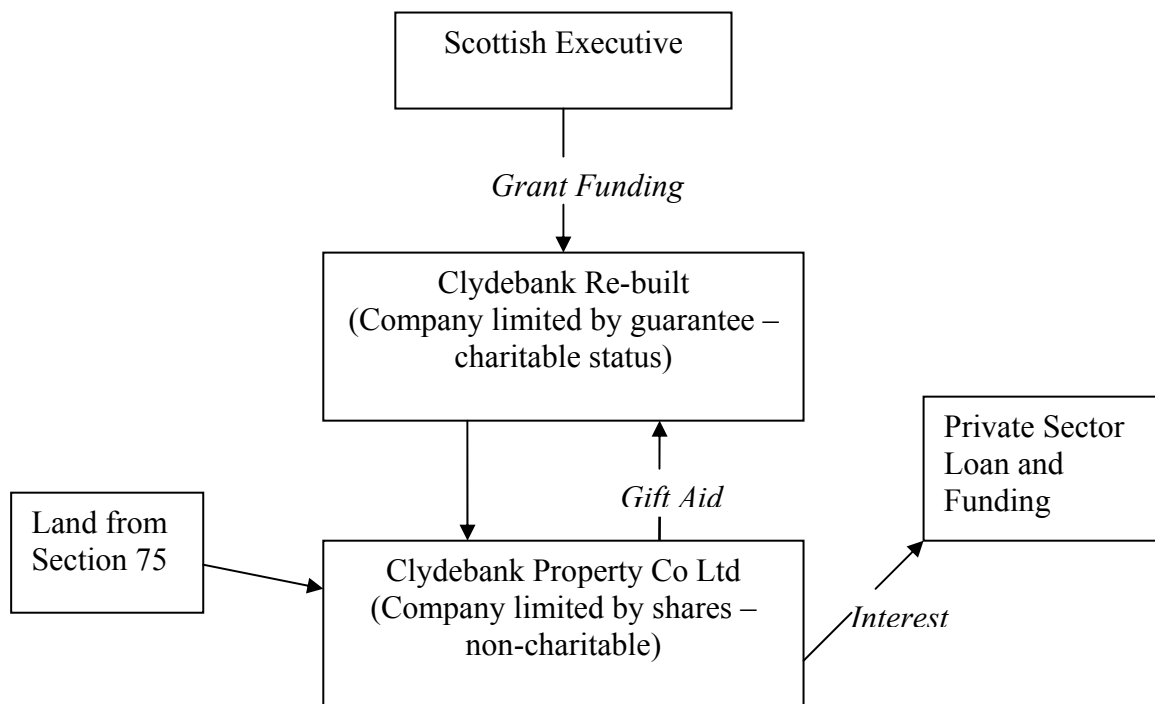 Scottish Executive
Grant Funding
Clydebank Re-built
(Company limited by guarantee –
charitable status)
Private Sector
Loan and
Funding
Gift Aid
Land from
Section 75
Clydebank Property Co Ltd
(Company limited by shares –
non-charitable)
Interest